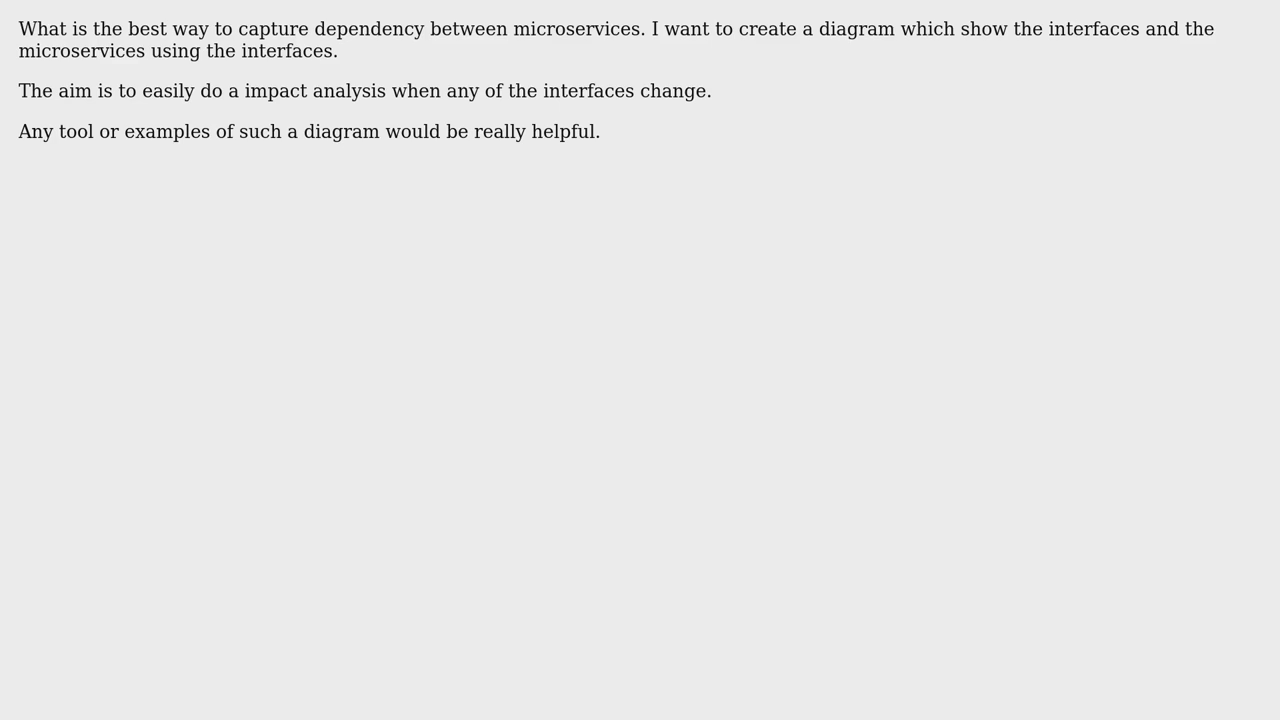 What is the best way to capture dependency between microservices. I want to create a diagram which show the interfaces and the
microservices using the interfaces.
The aim is to easily do a impact analysis when any of the interfaces change.
Any tool or examples of such a diagram would be really helpful.